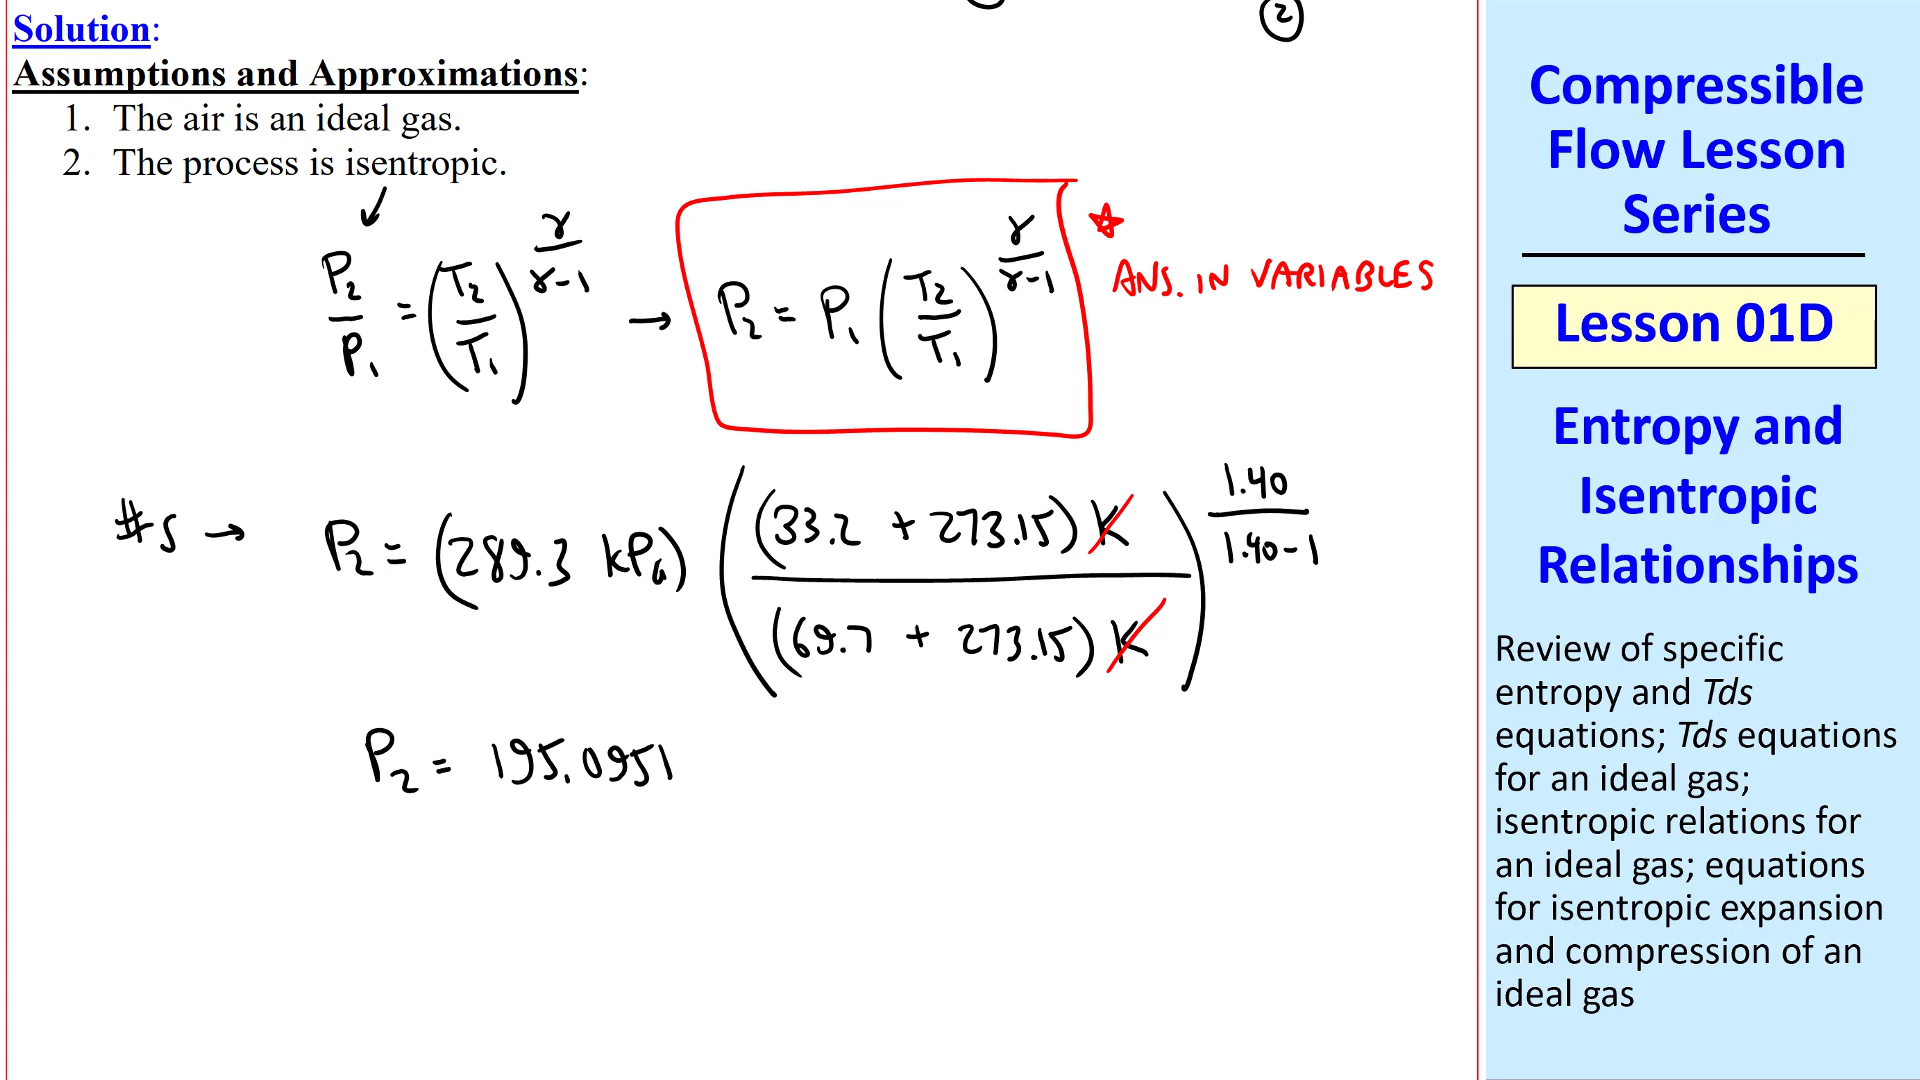 ②
Solution:
Assumptions and Approximations:
1. The air is an ideal gas.
2. The process is isentropic.
P₂/P₁ = (T₂/T₁)^(γ/(γ-1)) → P₂ = P₁ (T₂/T₁)^(γ/(γ-1)) ☆ ANS. IN VARIABLES
#s → P₂ = (289.3 kPa) ((33.2 + 273.15) K / (69.7 + 273.15) K)^(1.40/(1.40-1))
P₂ = 195.0951
Compressible
Flow Lesson
Series
Lesson 01D
Entropy and
Isentropic
Relationships
Review of specific
entropy and Tds
equations; Tds equations
for an ideal gas;
isentropic relations for
an ideal gas; equations
for isentropic expansion
and compression of an
ideal gas